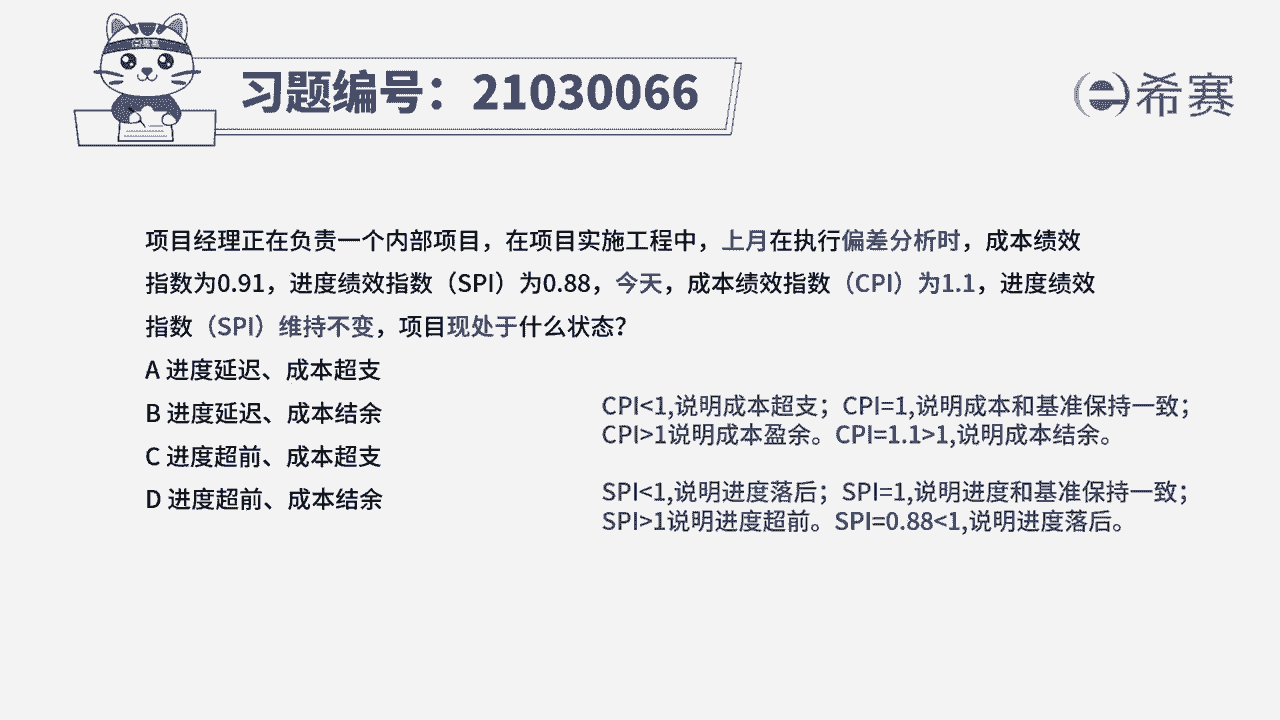 习题编号：21030066
希赛
项目经理正在负责一个内部项目，在项目实施工程中，上月在执行偏差分析时，成本绩效
指数为0.91，进度绩效指数（SPI）为0.88，今天，成本绩效指数（CPI）为1.1，进度绩效
指数（SPI）维持不变，项目现处于什么状态？
A 进度延迟、成本超支
B 进度延迟、成本结余
C 进度超前、成本超支
D 进度超前、成本结余
CPI<1,说明成本超支；CPI=1,说明成本和基准保持一致；
CPI>1说明成本盈余。CPI=1.1>1,说明成本结余。
SPI<1,说明进度落后；SPI=1,说明进度和基准保持一致；
SPI>1说明进度超前。SPI=0.88<1,说明进度落后。